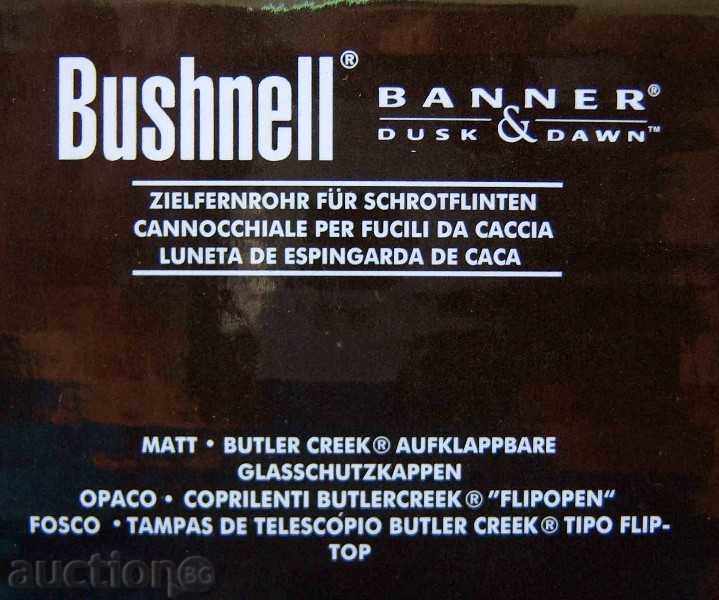 Bushnell®
BANNER®
DUSK & DAWN™
ZIELFERNROHR FÜR SCHROTFLINTEN
CANNOCCHIALE PER FUCILI DA CACCIA
LUNETA DE ESPINGARDA DE CACA
MATT • BUTLER CREEK® AUFKLAPPBARE
GLASSCHUTZKAPPEN
OPACO • COPRILENTI BUTLERCREEK® "FLIPOPEN“
FOSCO • TAMPAS DE TELESCÓPIO BUTLER CREEK® TIPO FLIP-
TOP
auction BG